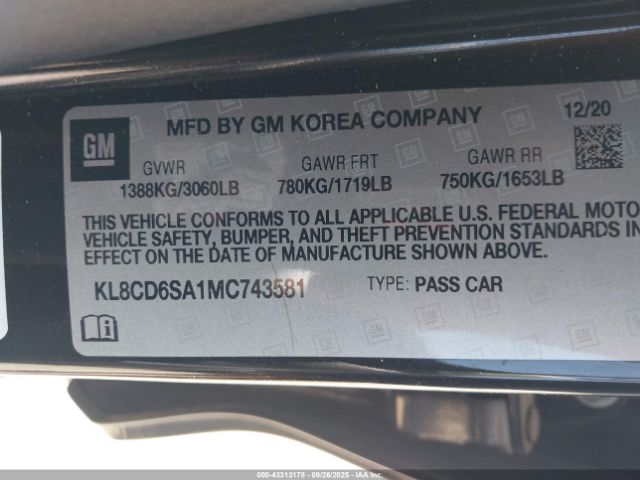 GM
MFD BY GM KOREA COMPANY
12/20
GVWR
GAWR FRT
GAWR RR
1388KG/3060LB
780KG/1719LB
750KG/1653LB
THIS VEHICLE CONFORMS TO ALL APPLICABLE U.S. FEDERAL MOTO
VEHICLE SAFETY, BUMPER, AND THEFT PREVENTION STANDARDS IN
EFFECT ON THE DATE OF MANUFACTURE SHOWN ABOVE.
KL8CD6SA1MC743581
TYPE: PASS CAR
000-43313178 - 09/26/2025 - IAAI.com